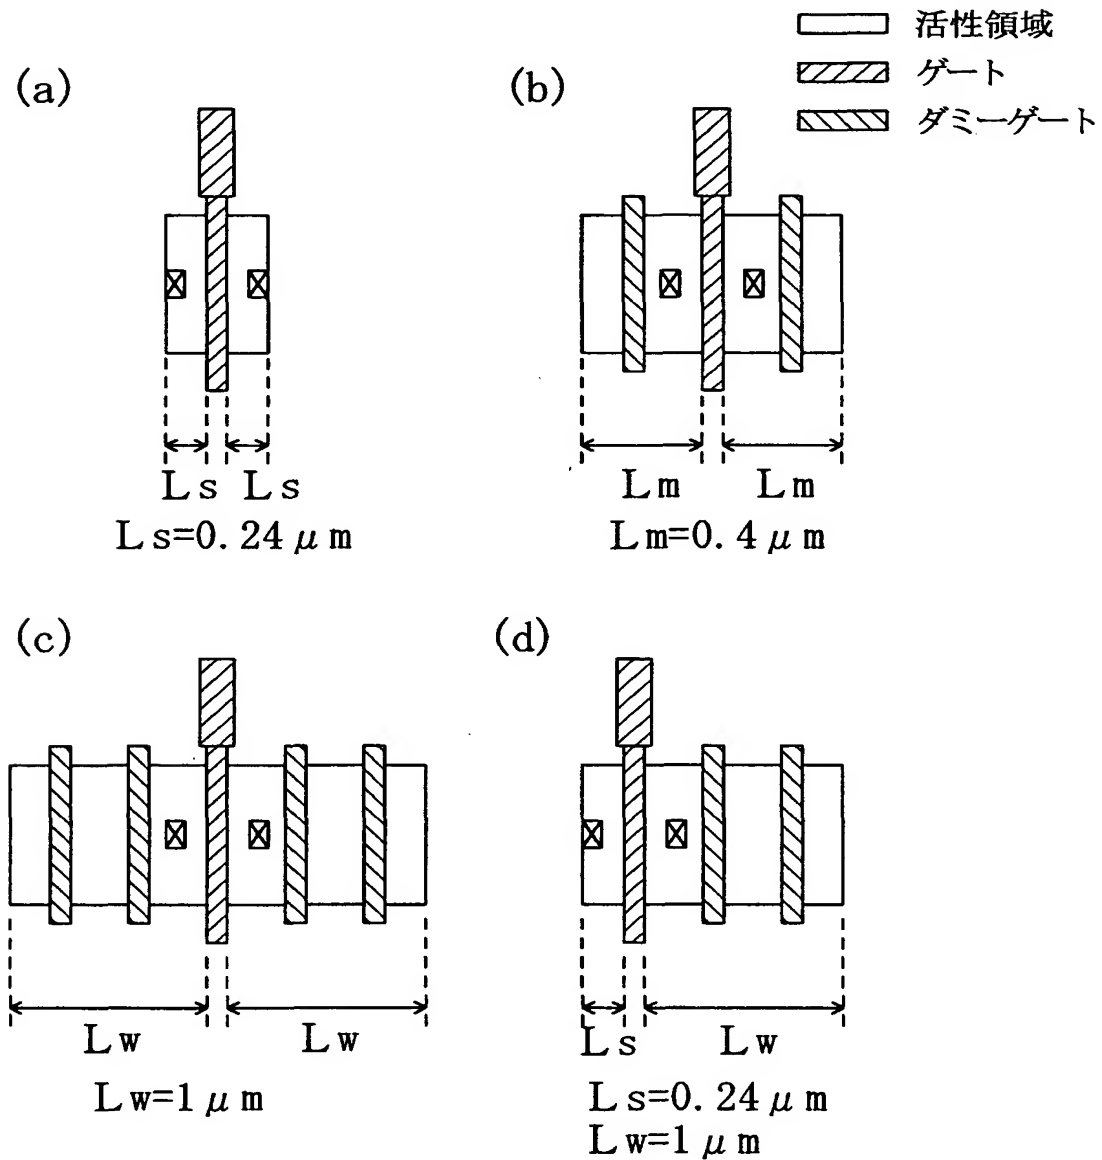 活性領域
ゲート
ダミーゲート
(a)
(b)
Ls Ls
Ls=0.24μm
Lm Lm
Lm=0.4μm
(c)
(d)
Lw Lw
Lw=1μm
Ls Lw
Ls=0.24μm
Lw=1μm